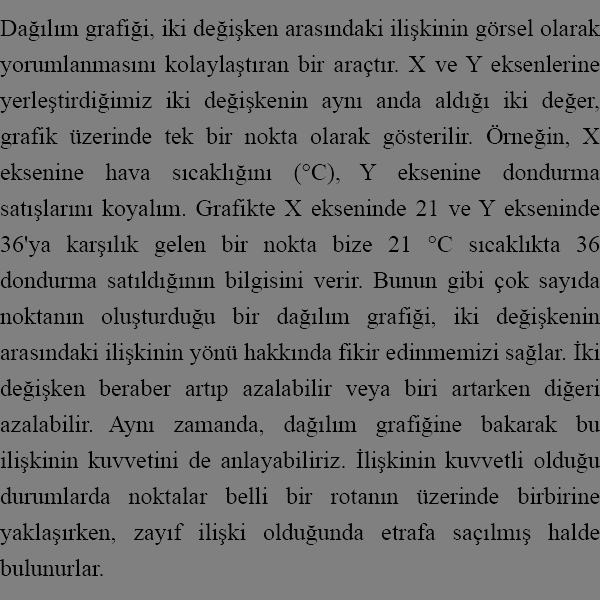 Dağılım grafiği, iki değişken arasındaki ilişkinin görsel olarak
yorumlanmasını kolaylaştıran bir araçtır. X ve Y eksenlerine
yerleştirdiğimiz iki değişkenin aynı anda aldığı iki değer,
grafik üzerinde tek bir nokta olarak gösterilir. Örneğin, X
eksenine hava sıcaklığını (°C), Y eksenine dondurma
satışlarını koyalım. Grafikte X ekseninde 21 ve Y ekseninde
36'ya karşılık gelen bir nokta bize 21 °C sıcaklıkta 36
dondurma satıldığının bilgisini verir. Bunun gibi çok sayıda
noktanın oluşturduğu bir dağılım grafiği, iki değişkenin
arasındaki ilişkinin yönü hakkında fikir edinmemizi sağlar. İki
değişken beraber artıp azalabilir veya biri artarken diğeri
azalabilir. Aynı zamanda, dağılım grafiğine bakarak bu
ilişkinin kuvvetini de anlayabiliriz. İlişkinin kuvvetli olduğu
durumlarda noktalar belli bir rotanın üzerinde birbirine
yaklaşırken, zayıf ilişki olduğunda etrafa saçılmış halde
bulunurlar.